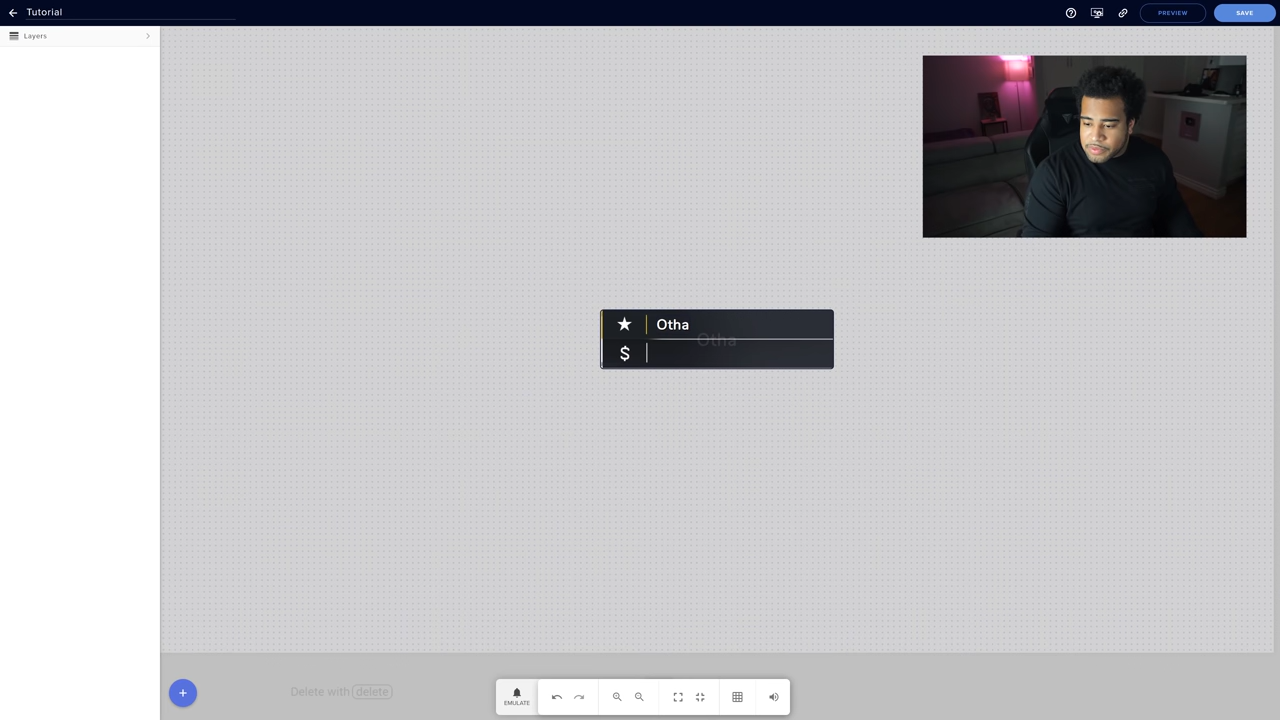 Tutorial
PREVIEW
SAVE
Layers
Otha
Otha
$
Delete with delete
EMULATE